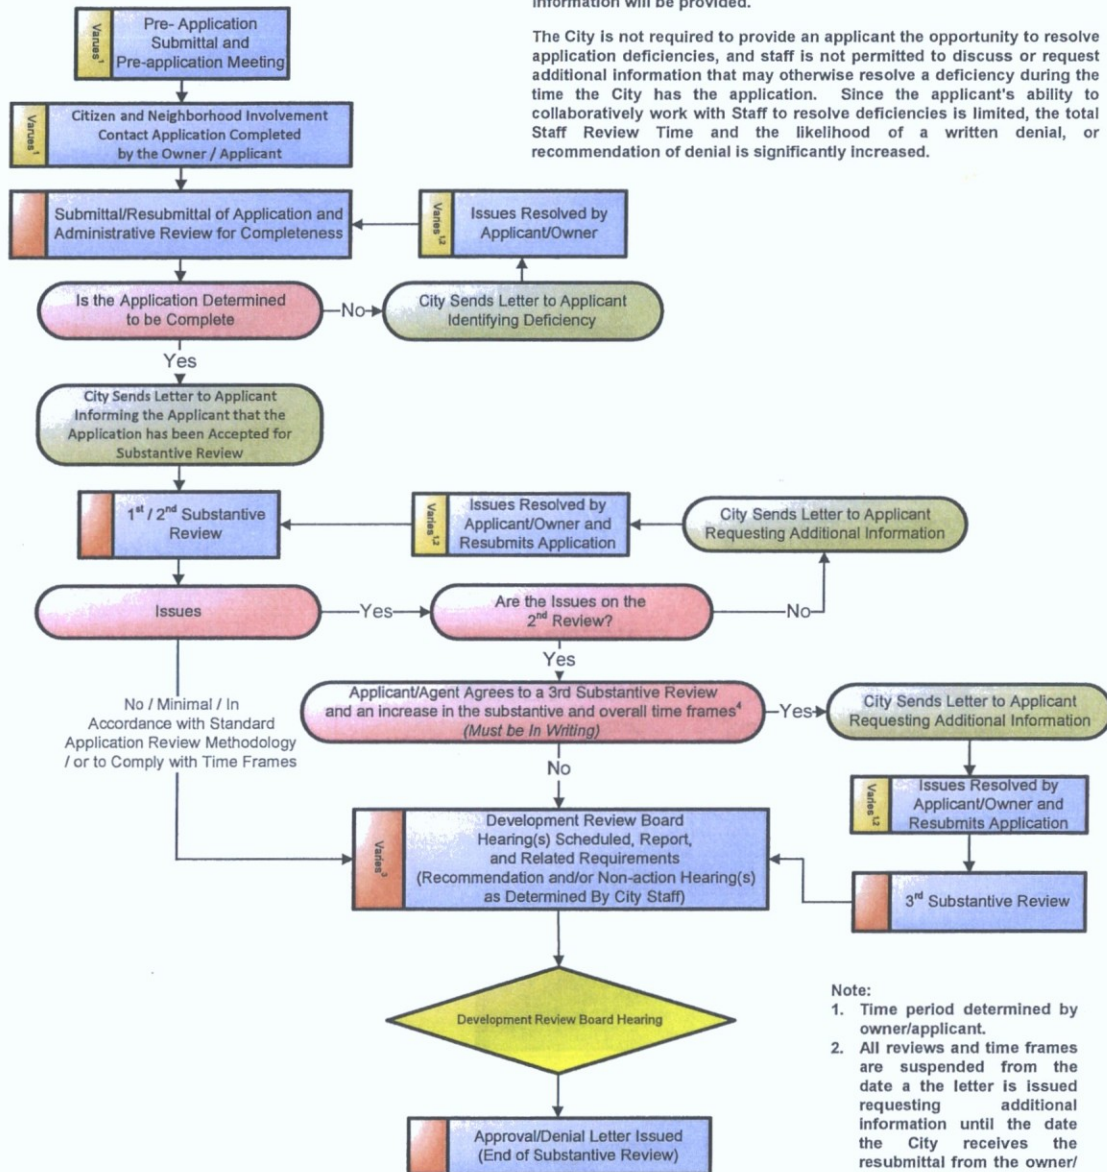 information will be provided.
The City is not required to provide an applicant the opportunity to resolve
application deficiencies, and staff is not permitted to discuss or request
additional information that may otherwise resolve a deficiency during the
time the City has the application. Since the applicant's ability to
collaboratively work with Staff to resolve deficiencies is limited, the total
Staff Review Time and the likelihood of a written denial, or
recommendation of denial is significantly increased.
Varies¹
Pre- Application
Submittal and
Pre-application Meeting
Varies¹
Citizen and Neighborhood Involvement
Contact Application Completed
by the Owner / Applicant
Submittal/Resubmittal of Application and
Administrative Review for Completeness
Varies¹,²
Issues Resolved by
Applicant/Owner
Is the Application Determined
to be Complete
No
City Sends Letter to Applicant
Identifying Deficiency
Yes
City Sends Letter to Applicant
Informing the Applicant that the
Application has been Accepted for
Substantive Review
1st / 2nd Substantive
Review
Varies¹,²
Issues Resolved by
Applicant/Owner and
Resubmits Application
City Sends Letter to Applicant
Requesting Additional Information
Issues
Yes
Are the Issues on the
2nd Review?
No
Yes
No / Minimal / In
Accordance with Standard
Application Review Methodology
/ or to Comply with Time Frames
Applicant/Agent Agrees to a 3rd Substantive Review
and an increase in the substantive and overall time frames⁴
(Must be In Writing)
Yes
City Sends Letter to Applicant
Requesting Additional Information
No
Varies¹,²
Issues Resolved by
Applicant/Owner and
Resubmits Application
3rd Substantive Review
Varies³
Development Review Board
Hearing(s) Scheduled, Report,
and Related Requirements
(Recommendation and/or Non-action Hearing(s)
as Determined By City Staff)
Development Review Board Hearing
Approval/Denial Letter Issued
(End of Substantive Review)
Note:
1. Time period determined by
owner/applicant.
2. All reviews and time frames
are suspended from the
date a the letter is issued
requesting additional
information until the date
the City receives the
resubmittal from the owner/